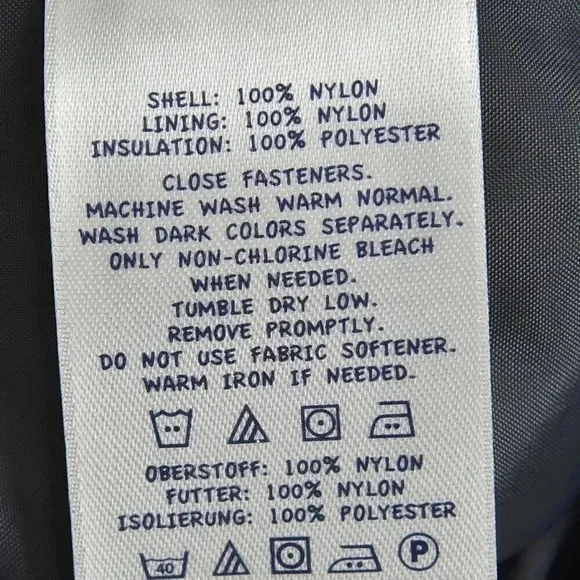 SHELL: 100% NYLON
LINING: 100% NYLON
INSULATION: 100% POLYESTER
CLOSE FASTENERS.
MACHINE WASH WARM NORMAL.
WASH DARK COLORS SEPARATELY.
ONLY NON-CHLORINE BLEACH
WHEN NEEDED.
TUMBLE DRY LOW.
REMOVE PROMPTLY.
DO NOT USE FABRIC SOFTENER.
WARM IRON IF NEEDED.
OBERSTOFF: 100% NYLON
FUTTER: 100% NYLON
ISOLIERUNG: 100% POLYESTER
40 P